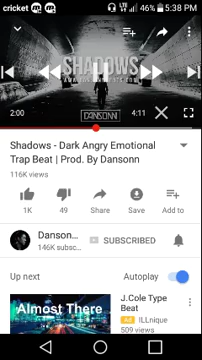 cricket 46% 5:38 PM
SHADOWS
DANSONN
2:00 4:11
Shadows - Dark Angry Emotional
Trap Beat | Prod. By Dansonn
116K views
1K 49 Share Save Add to
Danson...
146K subsc...
SUBSCRIBED
Up next Autoplay
Almost There
J.Cole Type
Beat
Ad ILLnique
509 views